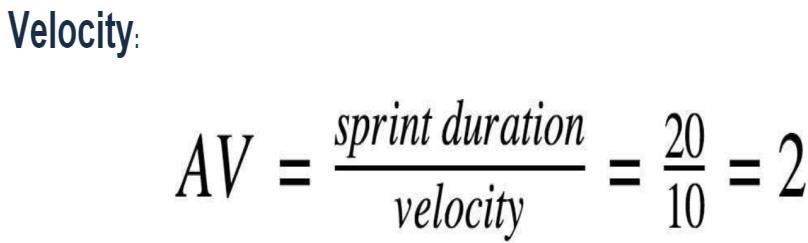 Velocity:
AV = sprint duration / velocity = 20 / 10 = 2